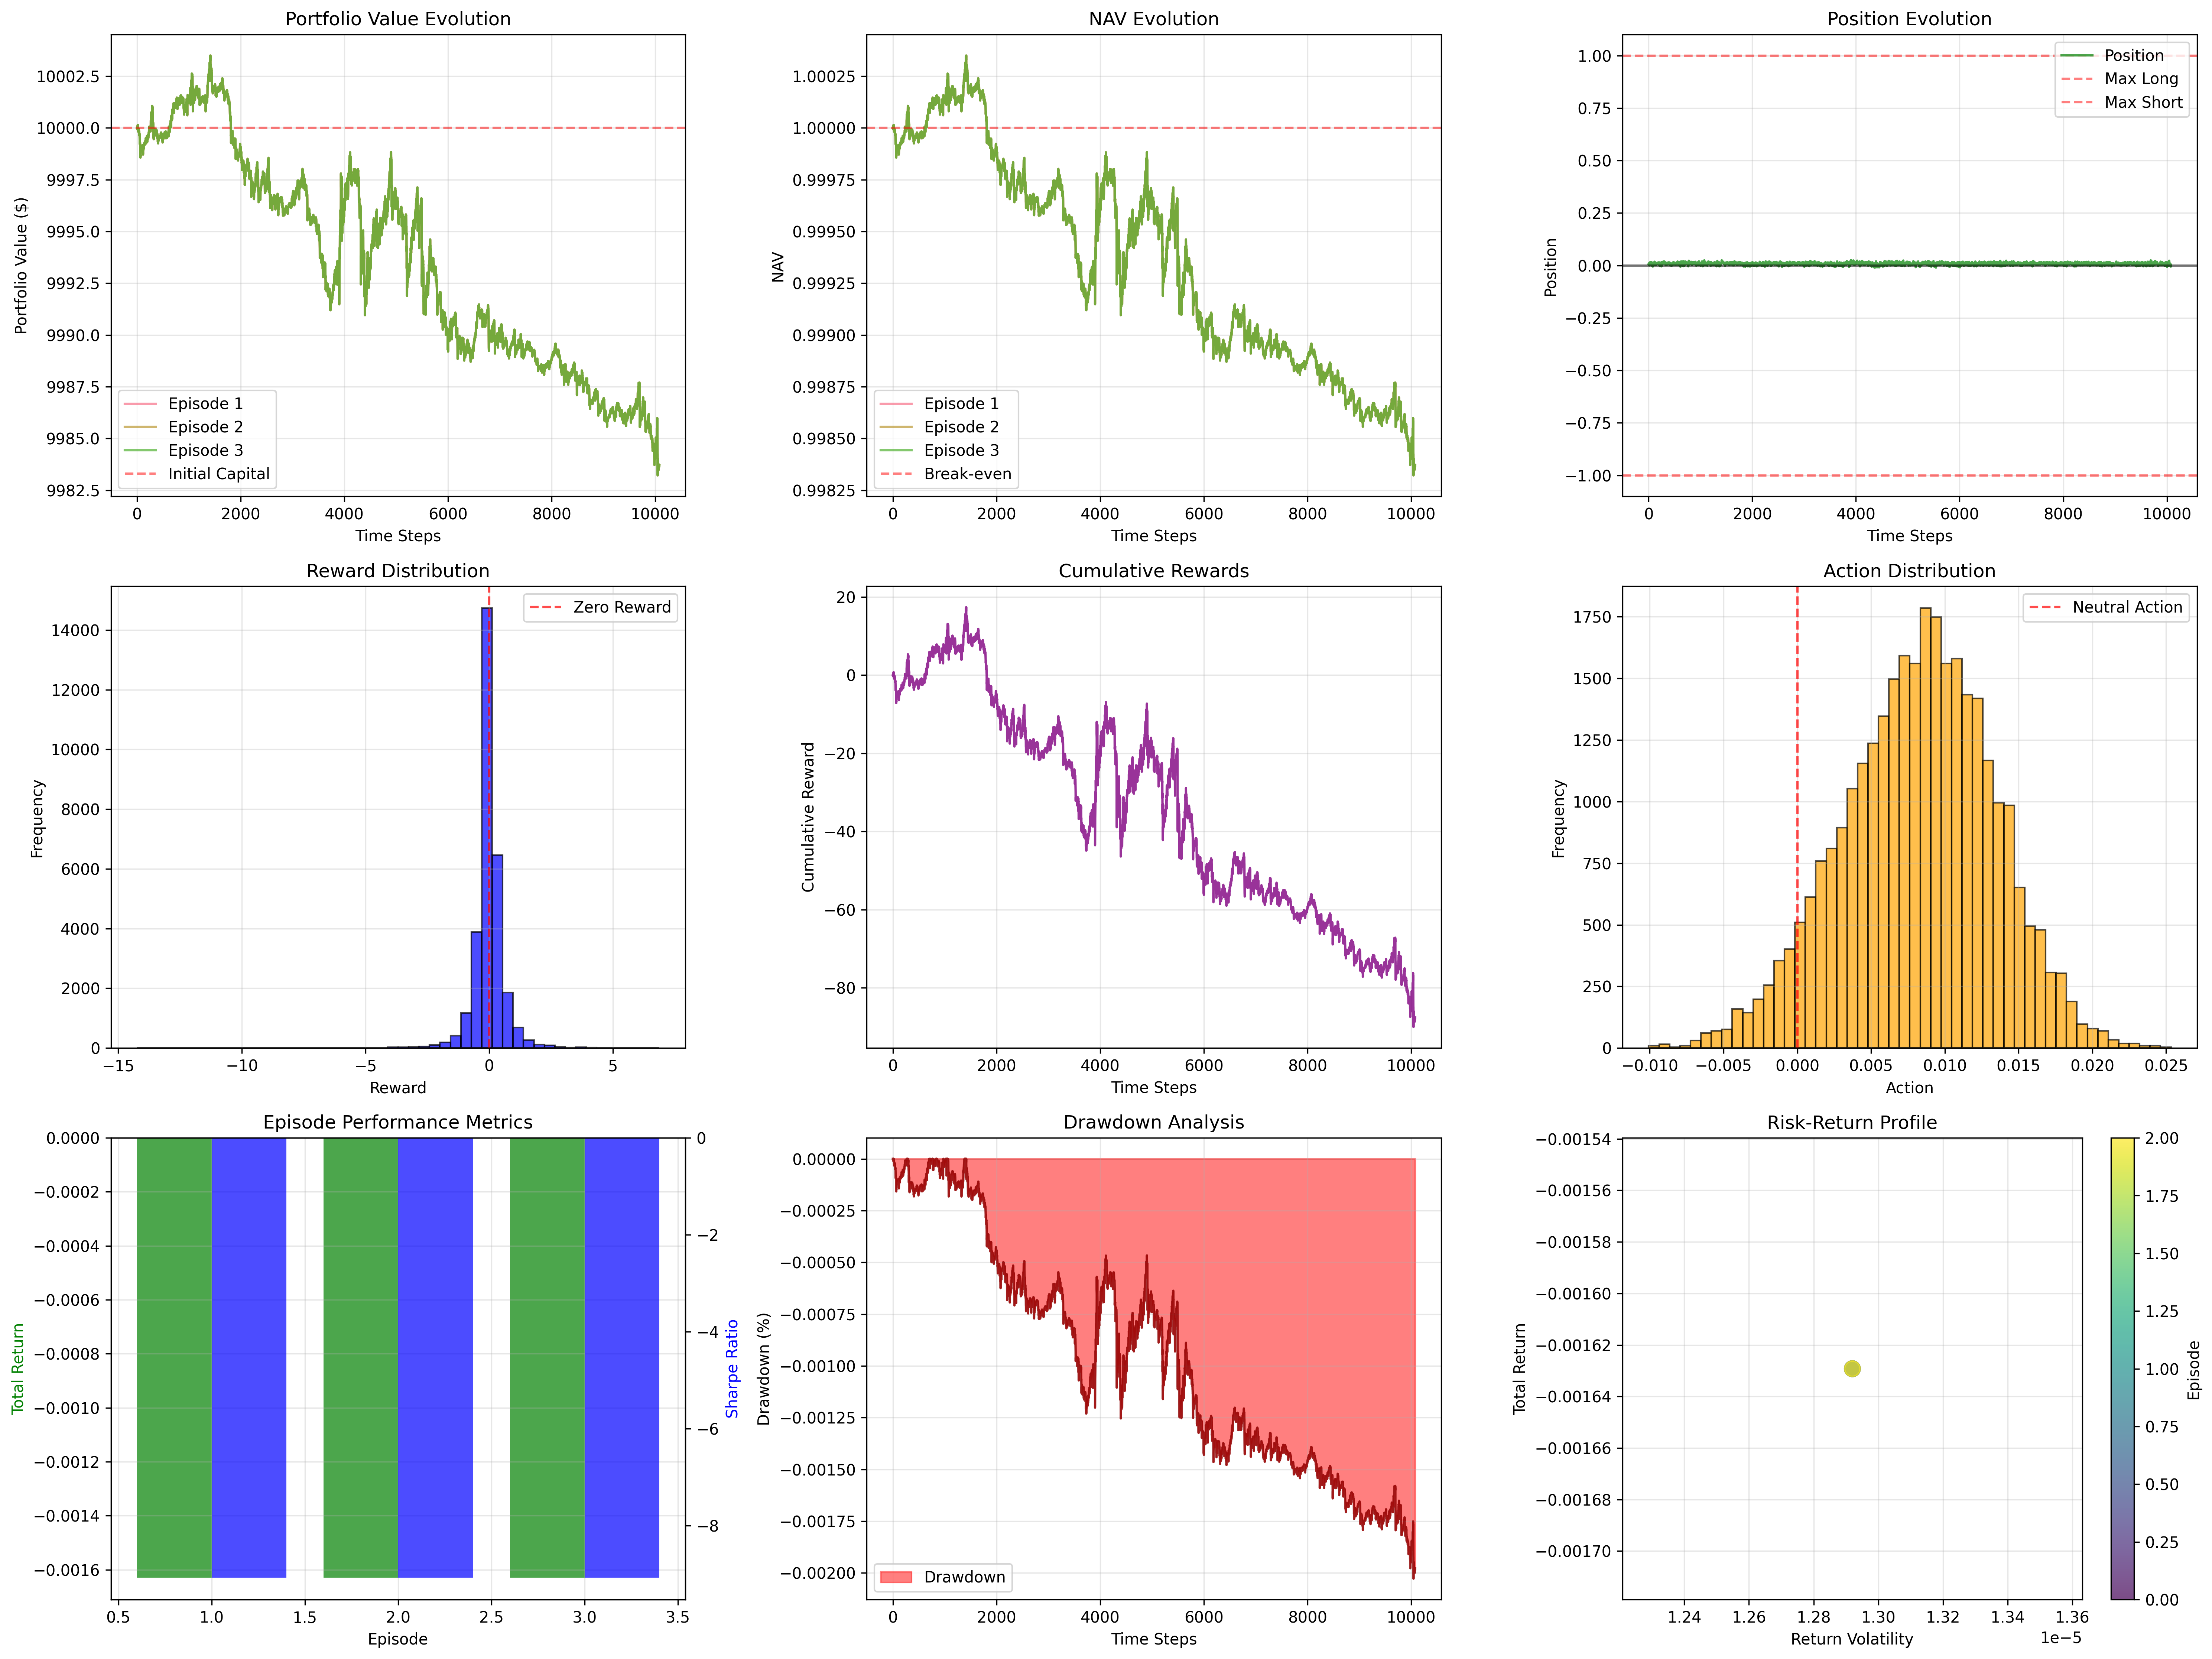 Portfolio Value Evolution
Portfolio Value ($)
10002.5
10000.0
9997.5
9995.0
9992.5
9990.0
9987.5
9985.0
9982.5
Episode 1
Episode 2
Episode 3
Initial Capital
0 2000 4000 6000 8000 10000
Time Steps
NAV Evolution
NAV
1.00025
1.00000
0.99975
0.99950
0.99925
0.99900
0.99875
0.99850
0.99825
Episode 1
Episode 2
Episode 3
Break-even
0 2000 4000 6000 8000 10000
Time Steps
Position Evolution
Position
1.00
0.75
0.50
0.25
0.00
−0.25
−0.50
−0.75
−1.00
Position
Max Long
Max Short
0 2000 4000 6000 8000 10000
Time Steps
Reward Distribution
Frequency
14000
12000
10000
8000
6000
4000
2000
0
Zero Reward
−15 −10 −5 0 5
Reward
Cumulative Rewards
Cumulative Reward
20
0
−20
−40
−60
−80
0 2000 4000 6000 8000 10000
Time Steps
Action Distribution
Frequency
1750
1500
1250
1000
750
500
250
0
Neutral Action
−0.010 −0.005 0.000 0.005 0.010 0.015 0.020 0.025
Action
Episode Performance Metrics
Total Return
0.0000
−0.0002
−0.0004
−0.0006
−0.0008
−0.0010
−0.0012
−0.0014
−0.0016
0
−2
−4
−6
−8
Sharpe Ratio
0.5 1.0 1.5 2.0 2.5 3.0 3.5
Episode
Drawdown Analysis
Drawdown (%)
0.00000
−0.00025
−0.00050
−0.00075
−0.00100
−0.00125
−0.00150
−0.00175
−0.00200
Drawdown
0 2000 4000 6000 8000 10000
Time Steps
Risk-Return Profile
Total Return
−0.00154
−0.00156
−0.00158
−0.00160
−0.00162
−0.00164
−0.00166
−0.00168
−0.00170
1.24 1.26 1.28 1.30 1.32 1.34 1.36
1e−5
Return Volatility
2.00
1.75
1.50
1.25
1.00
0.75
0.50
0.25
0.00
Episode